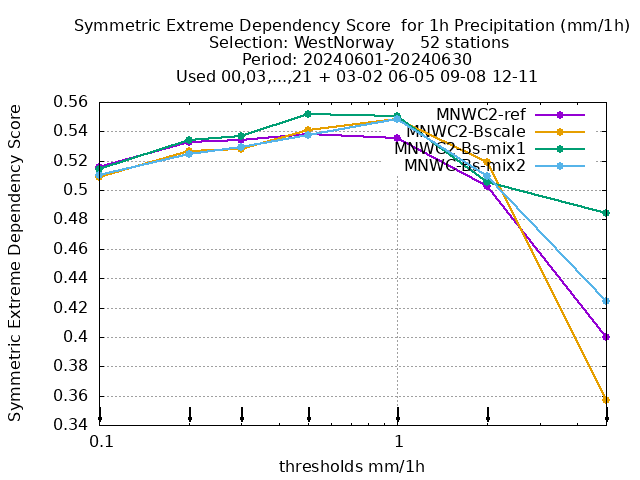 Symmetric Extreme Dependency Score  for 1h Precipitation (mm/1h)
Selection: WestNorway     52 stations
Period: 20240601-20240630
Used 00,03,...,21 + 03-02 06-05 09-08 12-11
Symmetric Extreme Dependency Score
0.56
0.54
0.52
0.5
0.48
0.46
0.44
0.42
0.4
0.38
0.36
0.34
MNWC2-ref
MNWC2-Bscale
MNWC2-Bs-mix1
MNWC-Bs-mix2
0.1
1
thresholds mm/1h